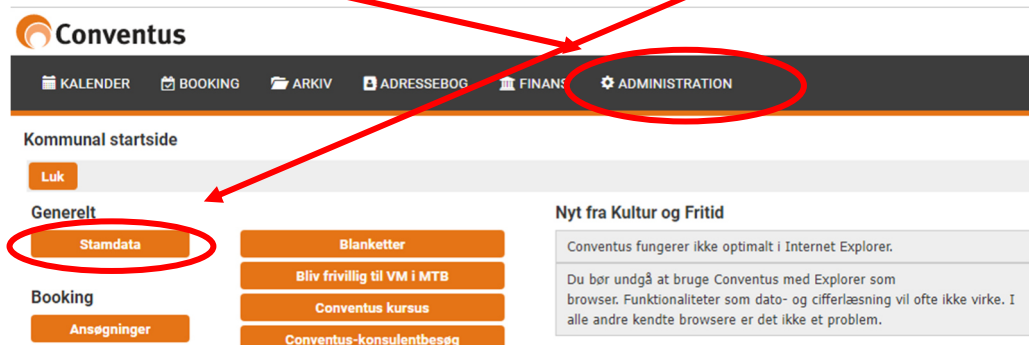 Conventus
KALENDER BOOKING ARKIV ADRESSEBOG FINANS ADMINISTRATION
Kommunal startside
Luk
Generelt
Stamdata
Booking
Ansøgninger
Blanketter
Bliv frivillig til VM i MTB
Conventus kursus
Conventus-konsulentbesøg
Nyt fra Kultur og Fritid
Conventus fungerer ikke optimalt i Internet Explorer.
Du bør undgå at bruge Conventus med Explorer som
browser. Funktionaliteter som dato- og cifferlæsning vil ofte ikke virke. I
alle andre kendte browsere er det ikke et problem.